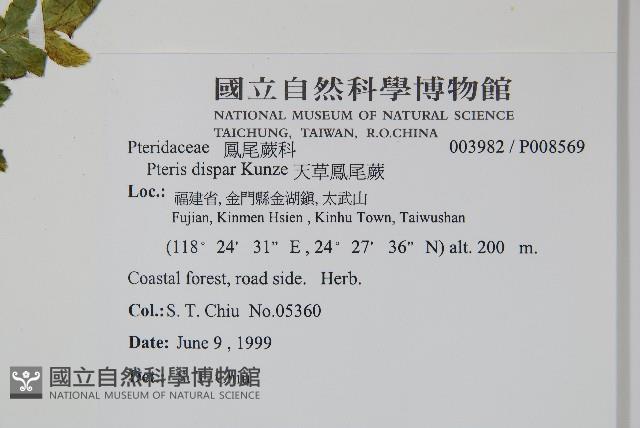 國立自然科學博物館
NATIONAL MUSEUM OF NATURAL SCIENCE
TAICHUNG, TAIWAN, R.O.CHINA
Pteridaceae 鳳尾蕨科 003982 / P008569
Pteris dispar Kunze 天草鳳尾蕨
Loc.: 福建省, 金門縣金湖鎮, 太武山
Fujian, Kinmen Hsien , Kinhu Town, Taiwushan
(118° 24′ 31” E , 24° 27′ 36” N) alt. 200 m.
Coastal forest, road side. Herb.
Col.: S. T. Chiu No.05360
Date: June 9 , 1999
國立自然科學博物館
NATIONAL MUSEUM OF NATURAL SCIENCE